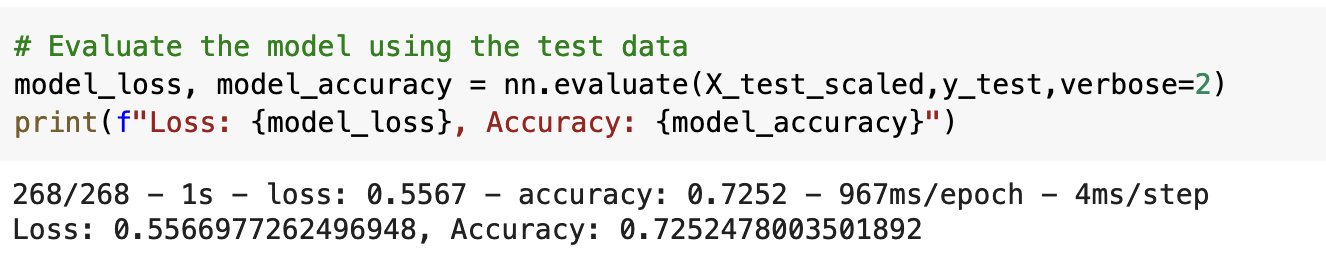 # Evaluate the model using the test data
model_loss, model_accuracy = nn.evaluate(X_test_scaled,y_test,verbose=2)
print(f"Loss: {model_loss}, Accuracy: {model_accuracy}")
268/268 – 1s – loss: 0.5567 – accuracy: 0.7252 – 967ms/epoch – 4ms/step
Loss: 0.5566977262496948, Accuracy: 0.7252478003501892